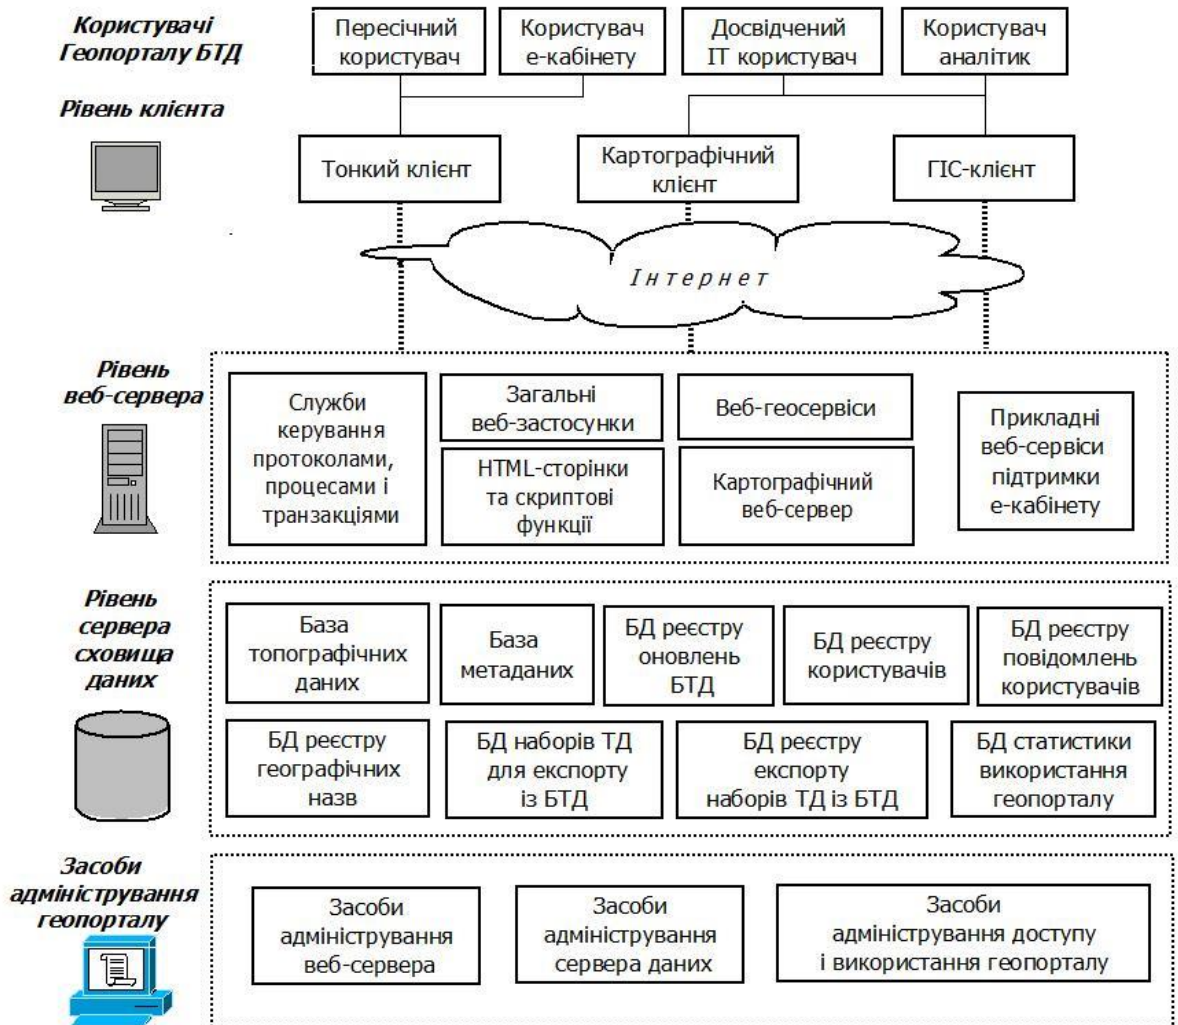 Користувачі
Геопорталу БТД
Пересічний
користувач
Користувач
е-кабінету
Досвідчений
ІТ користувач
Користувач
аналітик
Рівень клієнта
Тонкий клієнт
Картографічний
клієнт
ГІС-клієнт
Інтернет
Рівень
веб-сервера
Служби
керування
протоколами,
процесами і
транзакціями
Загальні
веб-застосунки
HTML-сторінки
та скриптові
функції
Веб-геосервіси
Картографічний
веб-сервер
Прикладні
веб-сервіси
підтримки
е-кабінету
Рівень
сервера
сховища
даних
База
топографічних
даних
База
метаданих
БД реєстру
оновлень
БТД
БД реєстру
користувачів
БД реєстру
повідомлень
користувачів
БД реєстру
географічних
назв
БД наборів ТД
для експорту
із БТД
БД реєстру
експорту
наборів ТД із БТД
БД статистики
використання
геопорталу
Засоби
адміністрування
геопорталу
Засоби
адміністрування
веб-сервера
Засоби
адміністрування
сервера даних
Засоби
адміністрування доступу
і використання геопорталу